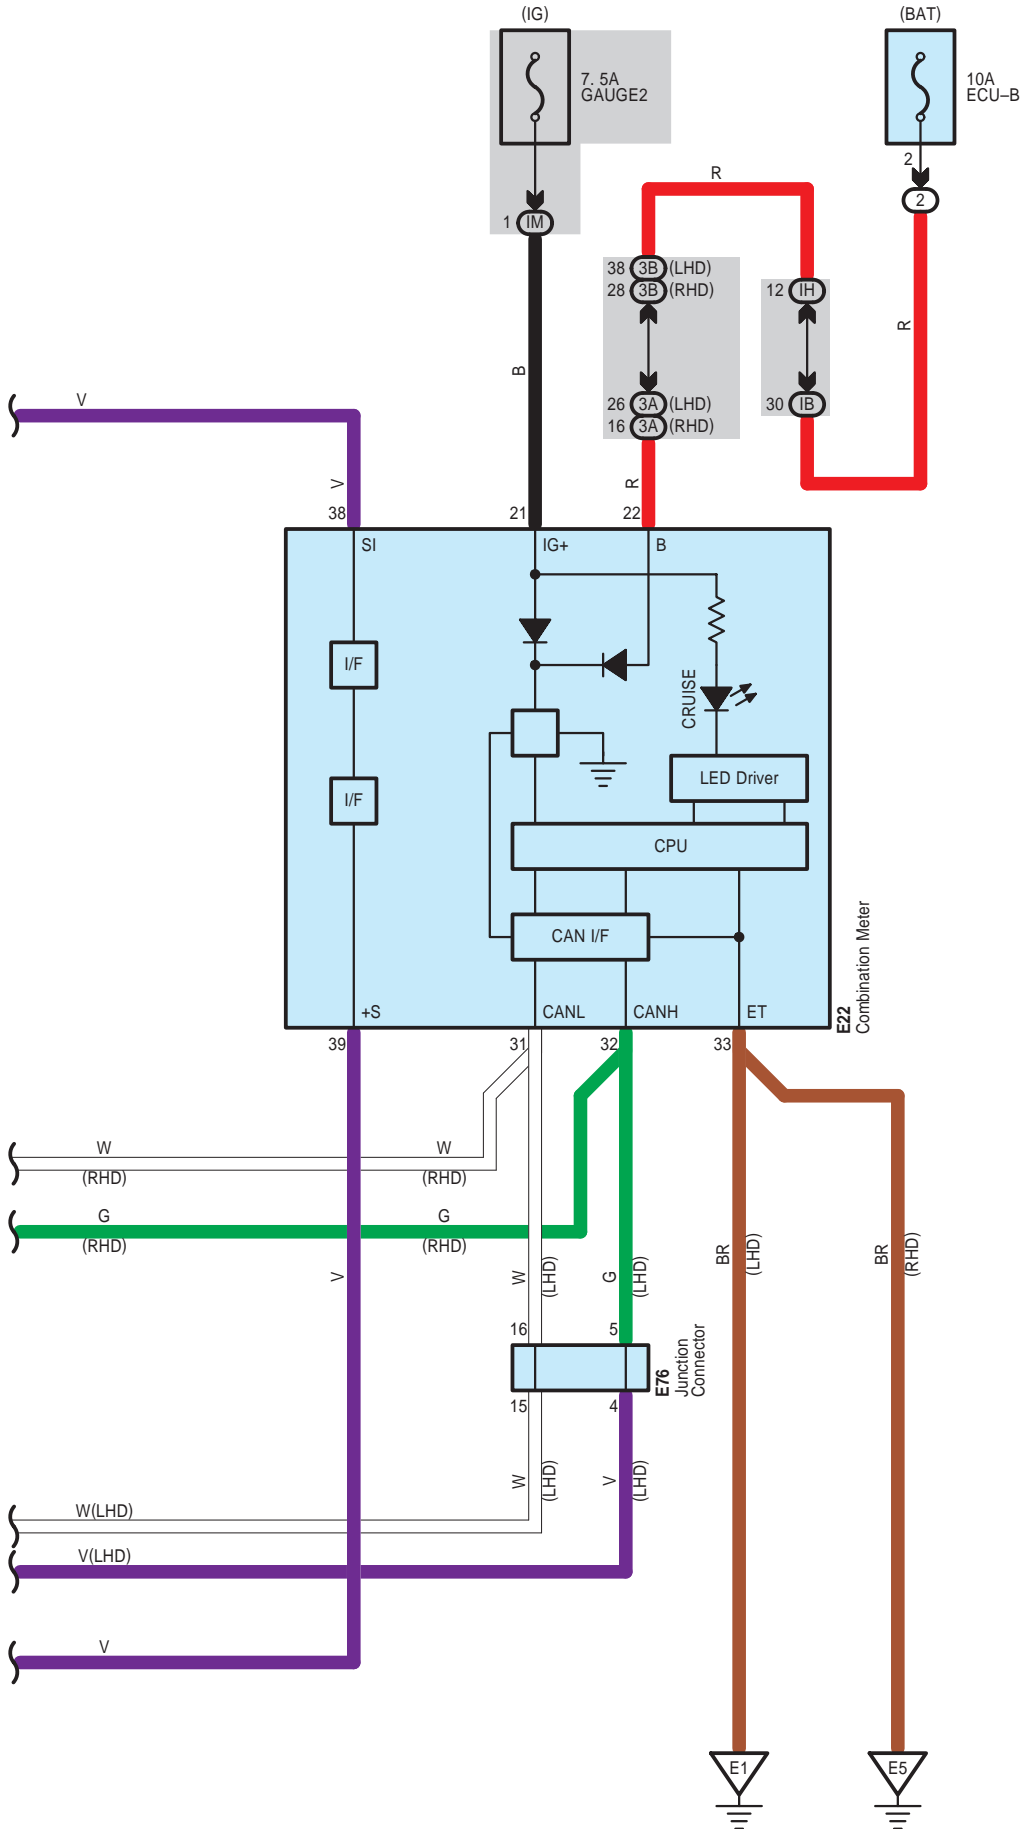 (IG)
(BAT)
7. 5A
GAUGE2
10A
ECU–B
2
2
1 IM
R
38 3B (LHD)
28 3B (RHD)
12 IH
R
B
26 3A (LHD)
16 3A (RHD)
30 IB
V
V
R
38
21
22
SI
IG+
B
I/F
CRUISE
LED Driver
I/F
CPU
CAN I/F
+S
CANL
CANH
ET
E22
Combination Meter
39
31
32
33
W
(RHD)
W
(RHD)
G
(RHD)
G
(RHD)
V
W
(LHD)
G
(LHD)
BR
(LHD)
BR
(RHD)
16
5
E76
Junction
Connector
15
4
W
(LHD)
V
(LHD)
W(LHD)
V(LHD)
V
E1
E5